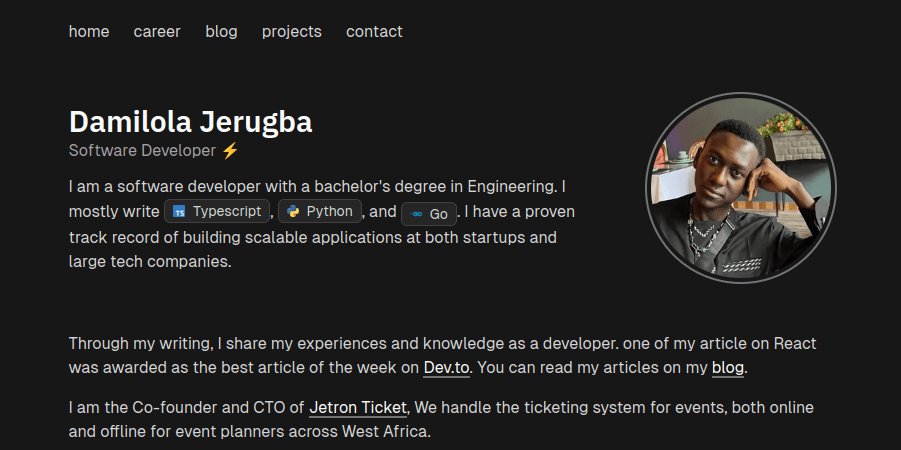 home career blog projects contact
Damilola Jerugba
Software Developer ⚡
I am a software developer with a bachelor's degree in Engineering. I
mostly write TS Typescript, Python, and GO Go. I have a proven
track record of building scalable applications at both startups and
large tech companies.
Through my writing, I share my experiences and knowledge as a developer. one of my article on React
was awarded as the best article of the week on Dev.to. You can read my articles on my blog.
I am the Co-founder and CTO of Jetron Ticket, We handle the ticketing system for events, both online
and offline for event planners across West Africa.